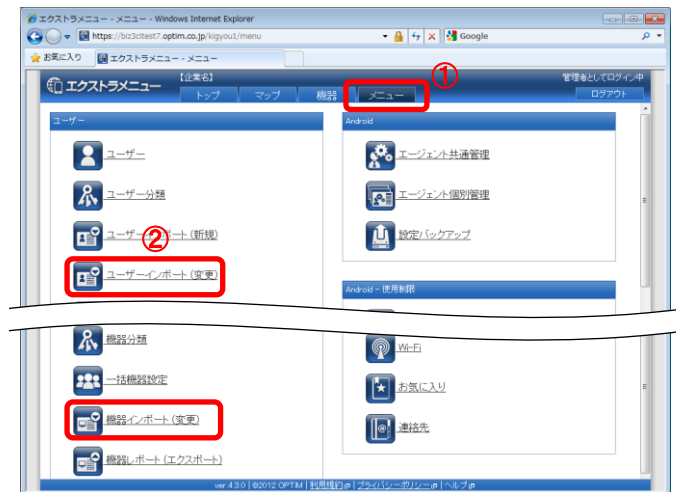 エクストラメニュー - メニュー - Windows Internet Explorer
https://biz3citest7.optim.co.jp/kigyou1/menu
Google
お気に入り
エクストラメニュー - メニュー
エクストラメニュー
【企業名】
管理者としてログイン中
トップ
マップ
機器
メニュー
ログアウト
①
ユーザー
ユーザー
ユーザー分類
ユーザーインポート(新規)
②
ユーザーインポート(変更)
機器分類
一括機器設定
機器インポート(変更)
機器レポート(エクスポート)
Android
エージェント共通管理
エージェント個別管理
設定バックアップ
Android - 使用制限
Wi-Fi
お気に入り
連絡先
ver.4.3.0 | ©2012 OPTiM | 利用規約 | プライバシーポリシー | ヘルプ